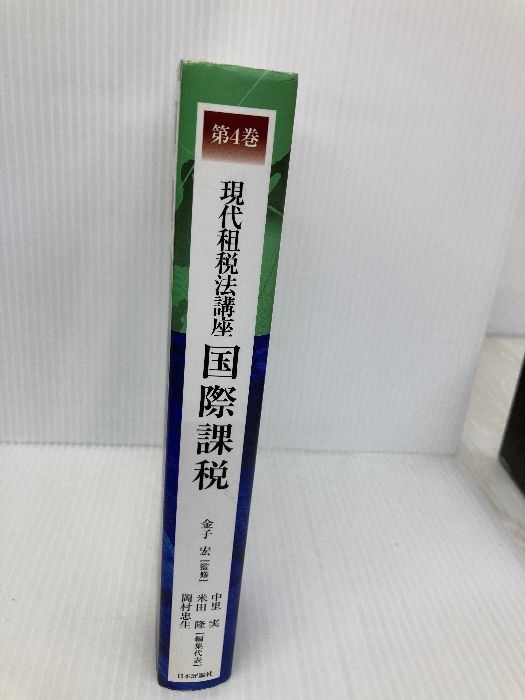 第4巻
現代租税法講座
国際課税
金子 宏［監修］
中里 実
米田 隆［編集代表］
岡村忠生
日本評論社